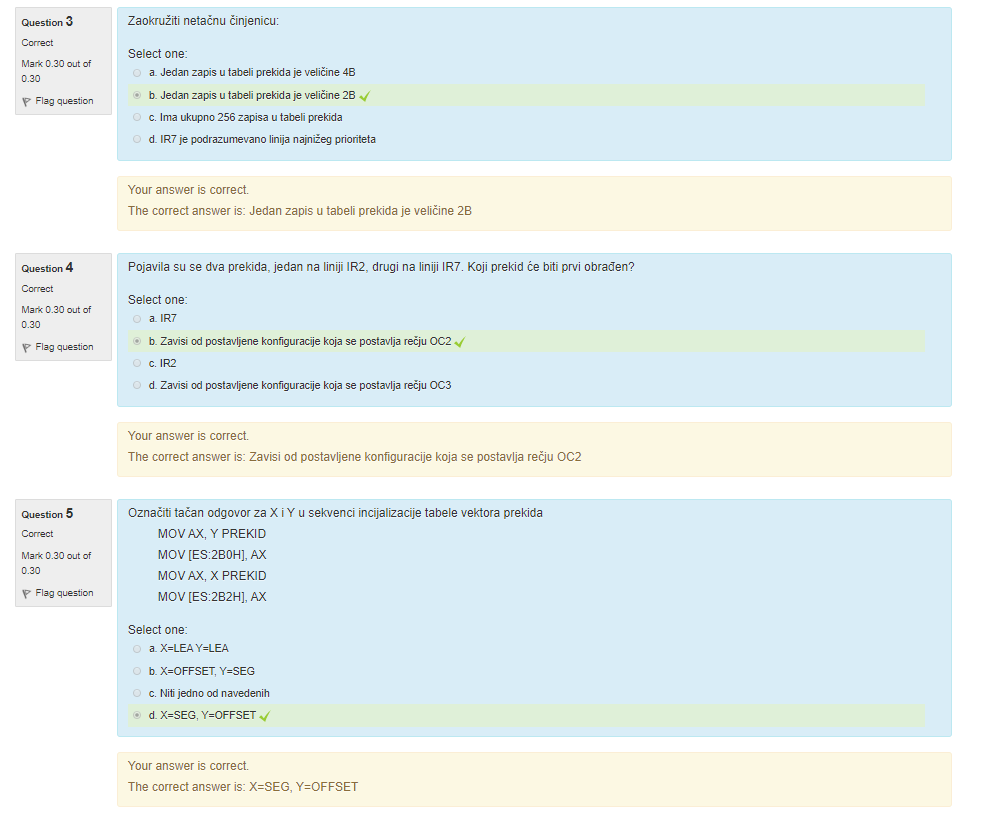 Question 3
Correct
Mark 0.30 out of
0.30
Flag question
Zaokružiti netačnu činjenicu:
Select one:
a. Jedan zapis u tabeli prekida je veličine 4B
b. Jedan zapis u tabeli prekida je veličine 2B
c. Ima ukupno 256 zapisa u tabeli prekida
d. IR7 je podrazumevano linija najnižeg prioriteta
Your answer is correct.
The correct answer is: Jedan zapis u tabeli prekida je veličine 2B
Question 4
Correct
Mark 0.30 out of
0.30
Flag question
Pojavila su se dva prekida, jedan na liniji IR2, drugi na liniji IR7. Koji prekid će biti prvi obrađen?
Select one:
a. IR7
b. Zavisi od postavljene konfiguracije koja se postavlja rečju OC2
c. IR2
d. Zavisi od postavljene konfiguracije koja se postavlja rečju OC3
Your answer is correct.
The correct answer is: Zavisi od postavljene konfiguracije koja se postavlja rečju OC2
Question 5
Correct
Mark 0.30 out of
0.30
Flag question
Označiti tačan odgovor za X i Y u sekvenci incijalizacije tabele vektora prekida
MOV AX, Y PREKID
MOV [ES:2B0H], AX
MOV AX, X PREKID
MOV [ES:2B2H], AX
Select one:
a. X=LEA Y=LEA
b. X=OFFSET, Y=SEG
c. Niti jedno od navedenih
d. X=SEG, Y=OFFSET
Your answer is correct.
The correct answer is: X=SEG, Y=OFFSET